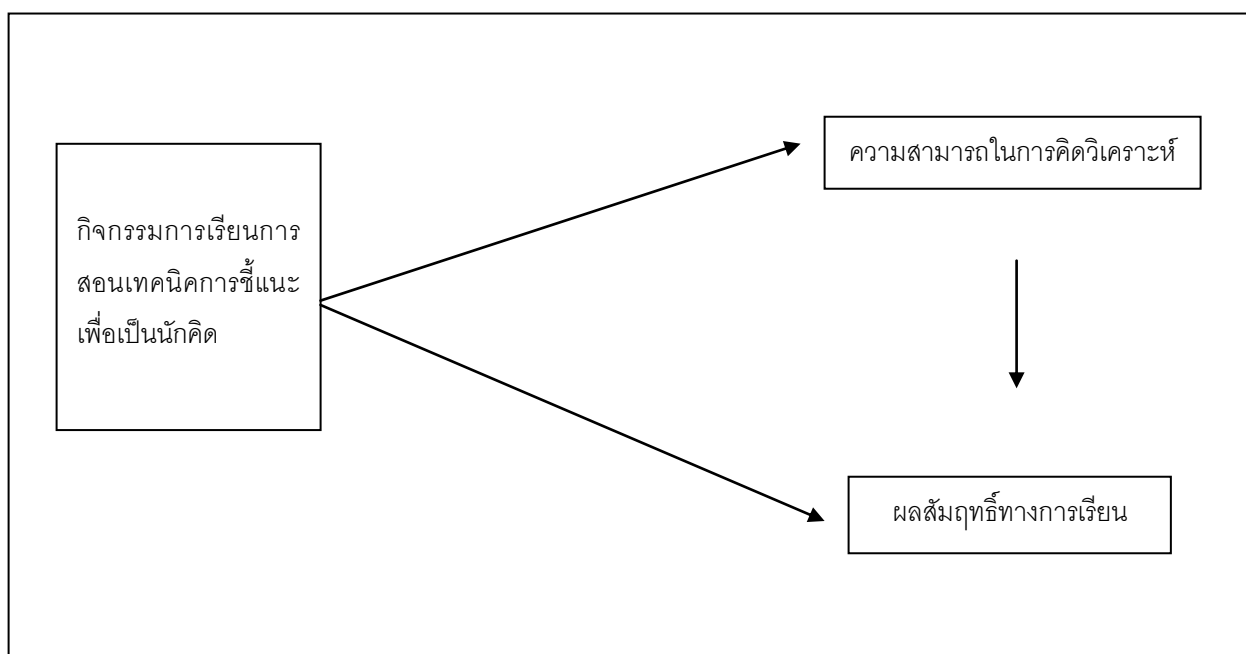 กิจกรรมการเรียนการ
สอนเทคนิคการชี้แนะ
เพื่อเป็นนักคิด
ความสามารถในการคิดวิเคราะห์
ผลสัมฤทธิ์ทางการเรียน